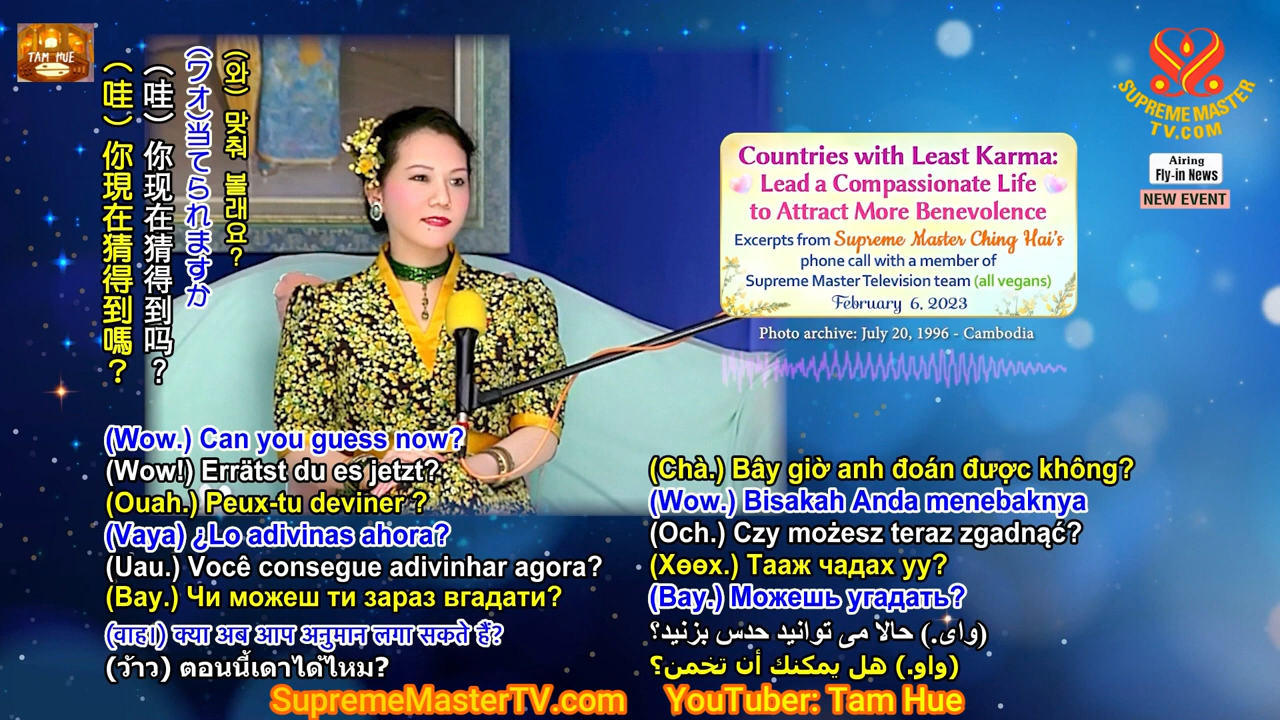 TAM HUE
(哇) 你現在猜得到嗎？
(哇) 你现在猜得到吗？
(ワオ)当てられますか
(와) 맞춰 볼래요?
SUPREME MASTER
TV.COM
Airing
Fly-in News
NEW EVENT
Countries with Least Karma:
Lead a Compassionate Life
to Attract More Benevolence
Excerpts from Supreme Master Ching Hai's
phone call with a member of
Supreme Master Television team (all vegans)
February 6, 2023
Photo archive: July 20, 1996 - Cambodia
(Wow.) Can you guess now?
(Wow!) Errätst du es jetzt?
(Ouah.) Peux-tu deviner ?
(Vaya) ¿Lo adivinas ahora?
(Uau.) Você consegue adivinhar agora?
(Bay.) Чи можеш ти зараз вгадати?
(वाह।) क्या अब आप अनुमान लगा सकते हैं?
(ว้าว) ตอนนี้เดาได้ไหม?
(Chà.) Bây giờ anh đoán được không?
(Wow.) Bisakah Anda menebaknya
(Och.) Czy możesz teraz zgadnąć?
(Хөөх.) Тааж чадах уу?
(Вау.) Можешь угадать?
(وای.) حالا می توانید حدس بزنید؟
(واو.) هل يمكنك أن تخمن؟
SupremeMasterTV.com
YouTuber: Tam Hue